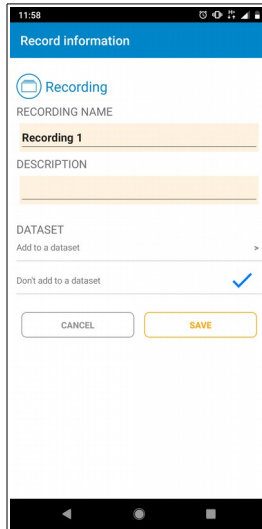 11:58
Record information
Recording
RECORDING NAME
Recording 1
DESCRIPTION
DATASET
Add to a dataset >
Don't add to a dataset
CANCEL SAVE